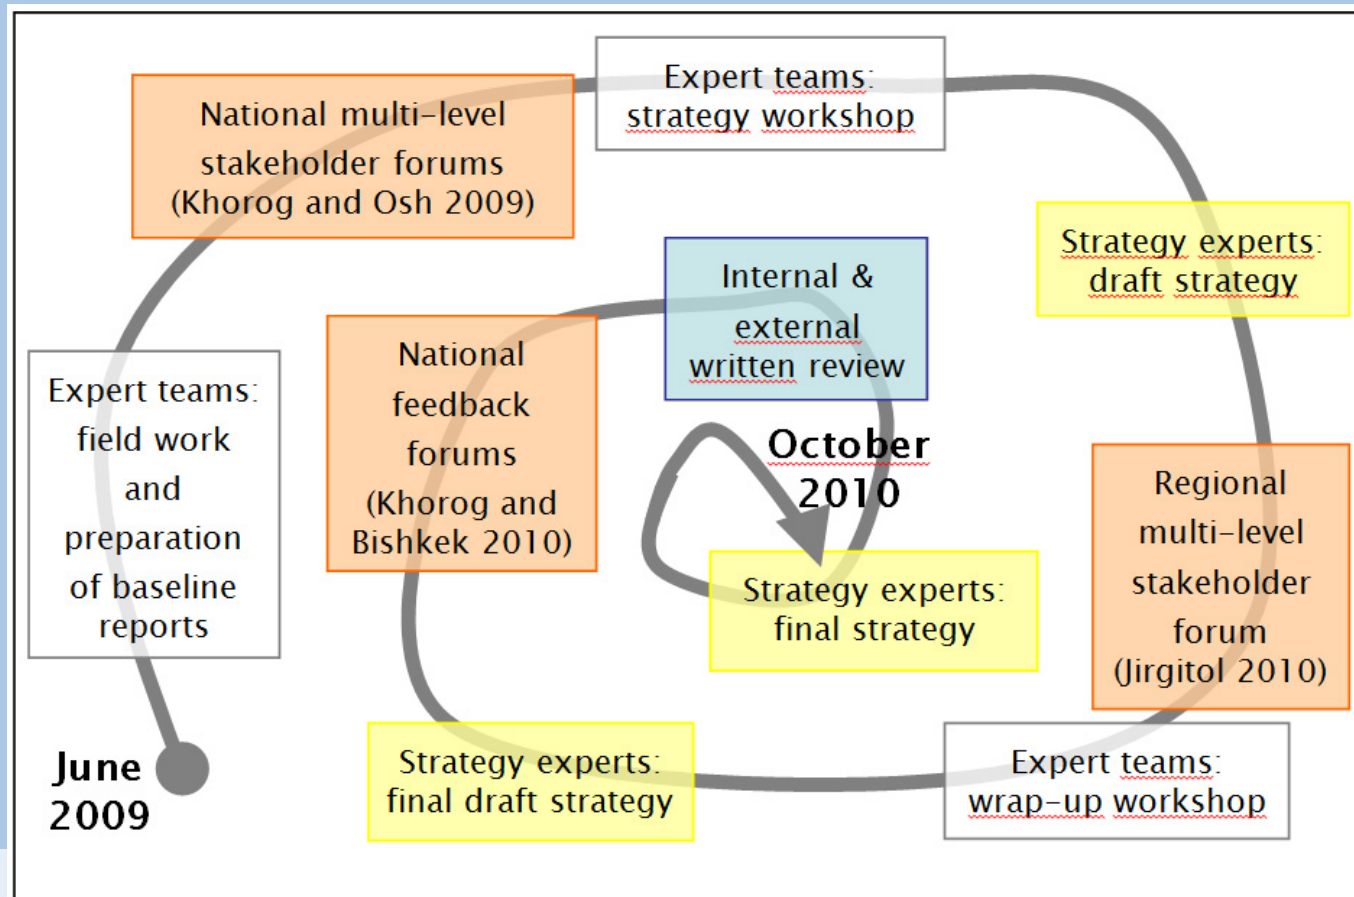 Expert teams:
strategy workshop
National multi-level
stakeholder forums
(Khorog and Osh 2009)
Strategy experts:
draft strategy
Internal &
external
written review
National
feedback
forums
(Khorog and
Bishkek 2010)
Expert teams:
field work
and
preparation
of baseline
reports
October
2010
Regional
multi-level
stakeholder
forum
(Jirgitol 2010)
Strategy experts:
final strategy
June
2009
Strategy experts:
final draft strategy
Expert teams:
wrap-up workshop